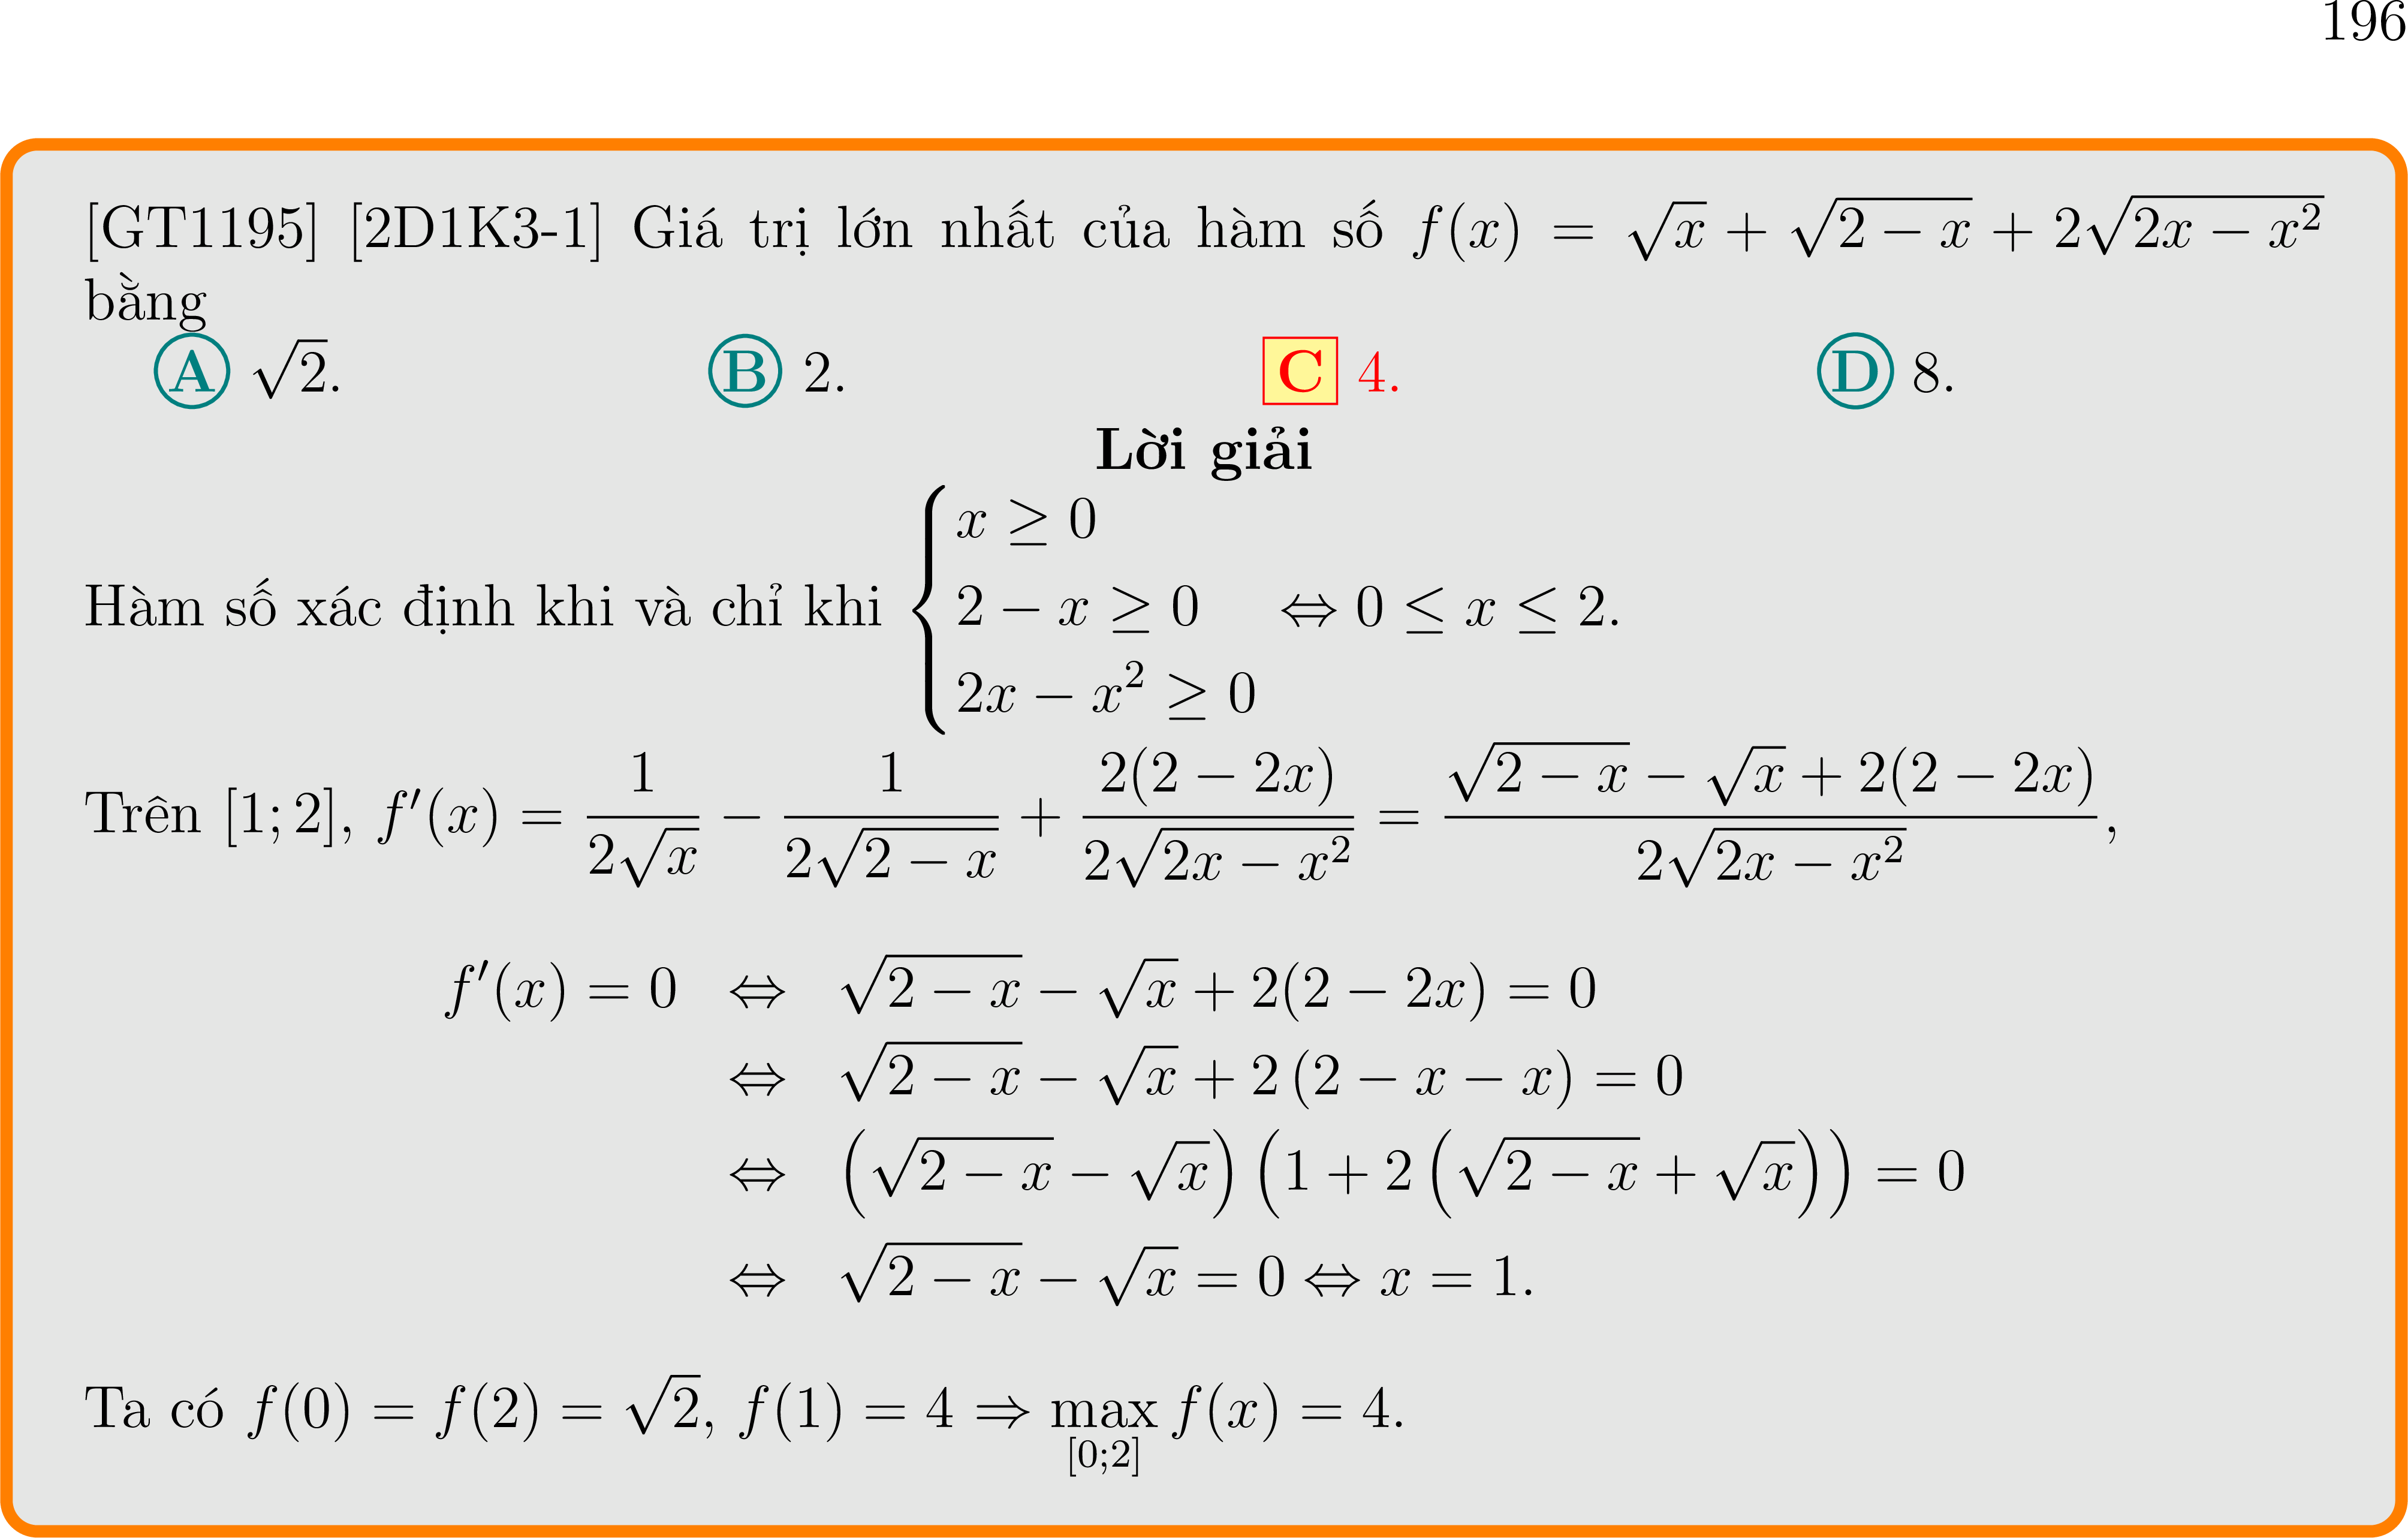 196
[GT1195] [2D1K3-1] Giá trị lớn nhất của hàm số $f(x) = \sqrt{x} + \sqrt{2-x} + 2\sqrt{2x-x^2}$
bằng
Ⓐ $\sqrt{2}$. Ⓑ 2. C 4. Ⓓ 8.
Lời giải
Hàm số xác định khi và chỉ khi $\begin{cases} x \geq 0 \\ 2-x \geq 0 \\ 2x-x^2 \geq 0 \end{cases} \Leftrightarrow 0 \leq x \leq 2.$
Trên $[1;2]$, $f'(x) = \dfrac{1}{2\sqrt{x}} - \dfrac{1}{2\sqrt{2-x}} + \dfrac{2(2-2x)}{2\sqrt{2x-x^2}} = \dfrac{\sqrt{2-x} - \sqrt{x} + 2(2-2x)}{2\sqrt{2x-x^2}},$
$f'(x) = 0 \Leftrightarrow \sqrt{2-x} - \sqrt{x} + 2(2-2x) = 0$
$\Leftrightarrow \sqrt{2-x} - \sqrt{x} + 2(2-x-x) = 0$
$\Leftrightarrow \left(\sqrt{2-x} - \sqrt{x}\right)\left(1 + 2\left(\sqrt{2-x} + \sqrt{x}\right)\right) = 0$
$\Leftrightarrow \sqrt{2-x} - \sqrt{x} = 0 \Leftrightarrow x = 1.$
Ta có $f(0) = f(2) = \sqrt{2}$, $f(1) = 4 \Rightarrow \max\limits_{[0;2]} f(x) = 4.$